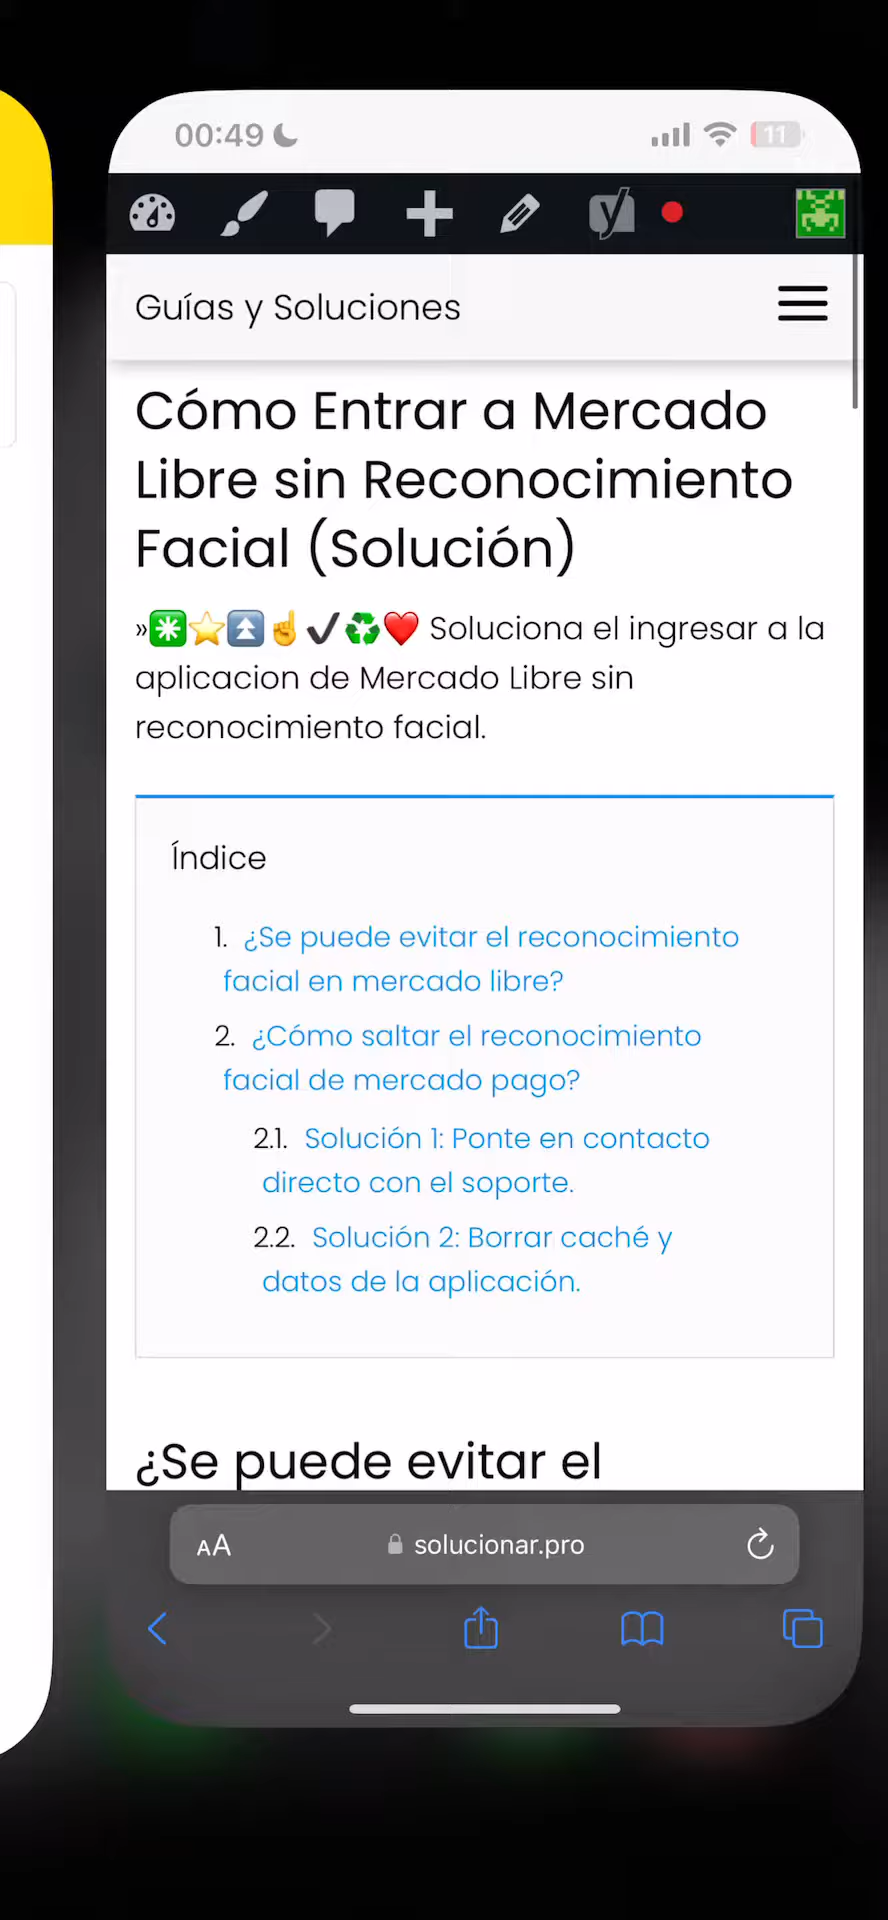 00:49
11
Guías y Soluciones
Cómo Entrar a Mercado
Libre sin Reconocimiento
Facial (Solución)
»✳️⭐⏫☝️✔️♻️❤️ Soluciona el ingresar a la
aplicacion de Mercado Libre sin
reconocimiento facial.
Índice
1. ¿Se puede evitar el reconocimiento
facial en mercado libre?
2. ¿Cómo saltar el reconocimiento
facial de mercado pago?
2.1. Solución 1: Ponte en contacto
directo con el soporte.
2.2. Solución 2: Borrar caché y
datos de la aplicación.
¿Se puede evitar el
AA solucionar.pro